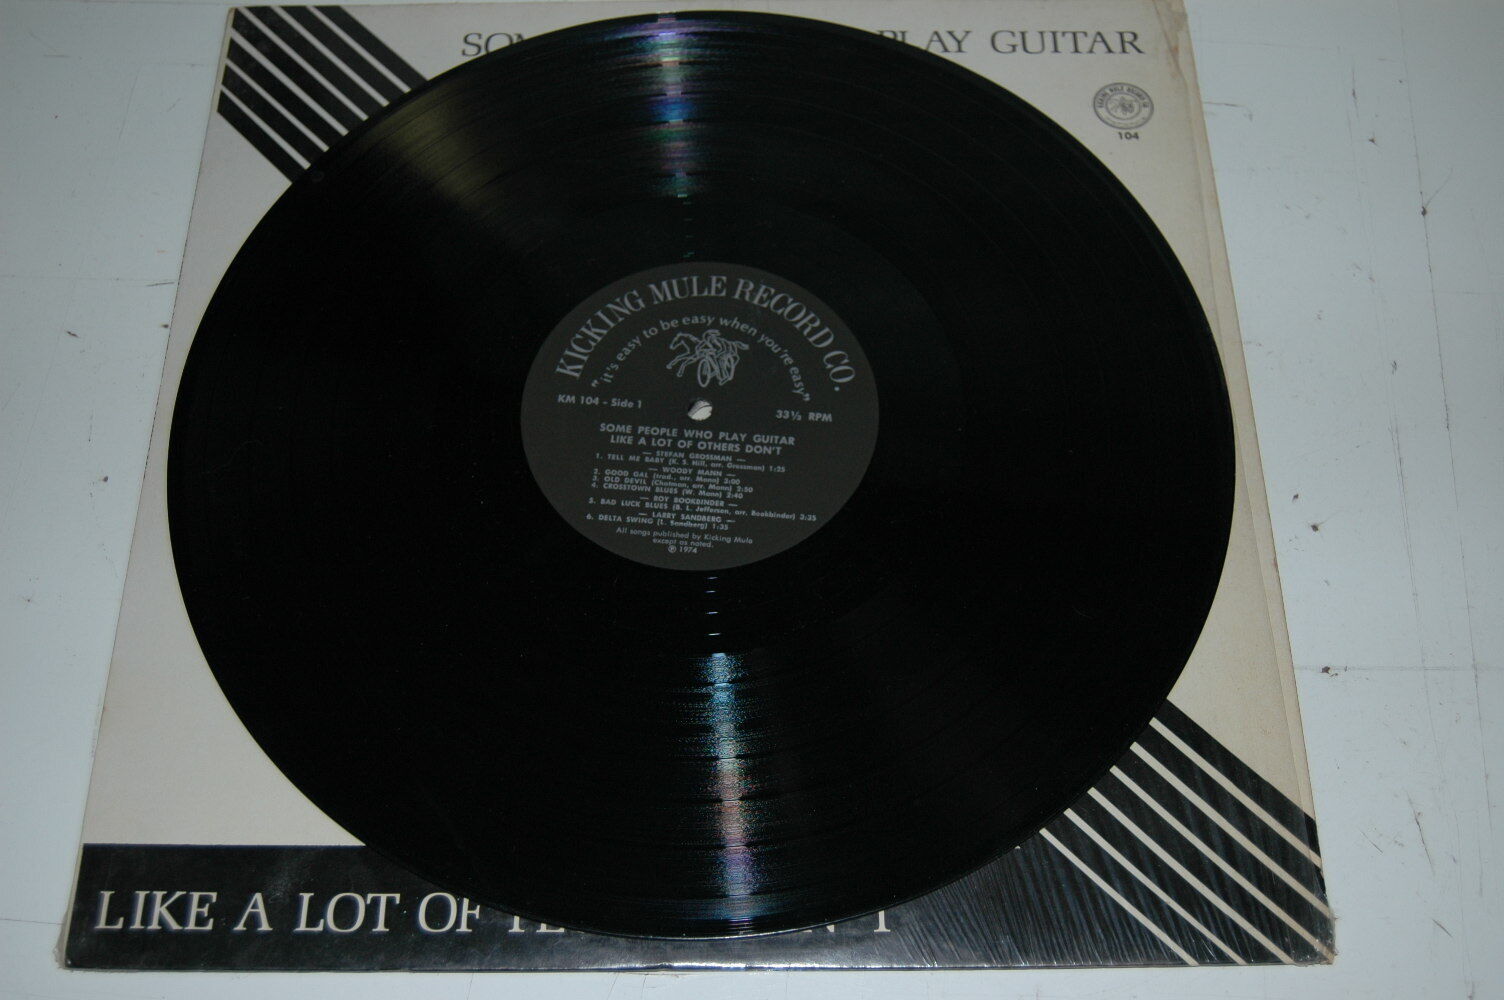 PLAY GUITAR
KICKING MULE RECORD CO.
104
KICKING MULE RECORD CO.
"it's easy to be easy when you're easy"
KM 104 - Side 1
33⅓ RPM
SOME PEOPLE WHO PLAY GUITAR
LIKE A LOT OF OTHERS DON'T
— STEFAN GROSSMAN —
1. TELL ME BABY (K. S. Hill, arr. Grossman) 1:25
— WOODY MANN —
2. GOOD GAL (trad., arr. Mann) 3:00
3. OLD DEVIL (Chatman, arr. Mann) 2:50
4. CROSSTOWN BLUES (W. Mann) 2:40
— ROY BOOKBINDER —
5. BAD LUCK BLUES (B. L. Jefferson, arr. Bookbinder) 3:35
— LARRY SANDBERG —
6. DELTA SWING (L. Sandberg) 1:35
All songs published by Kicking Mule
except as noted.
℗ 1974
LIKE A LOT OF